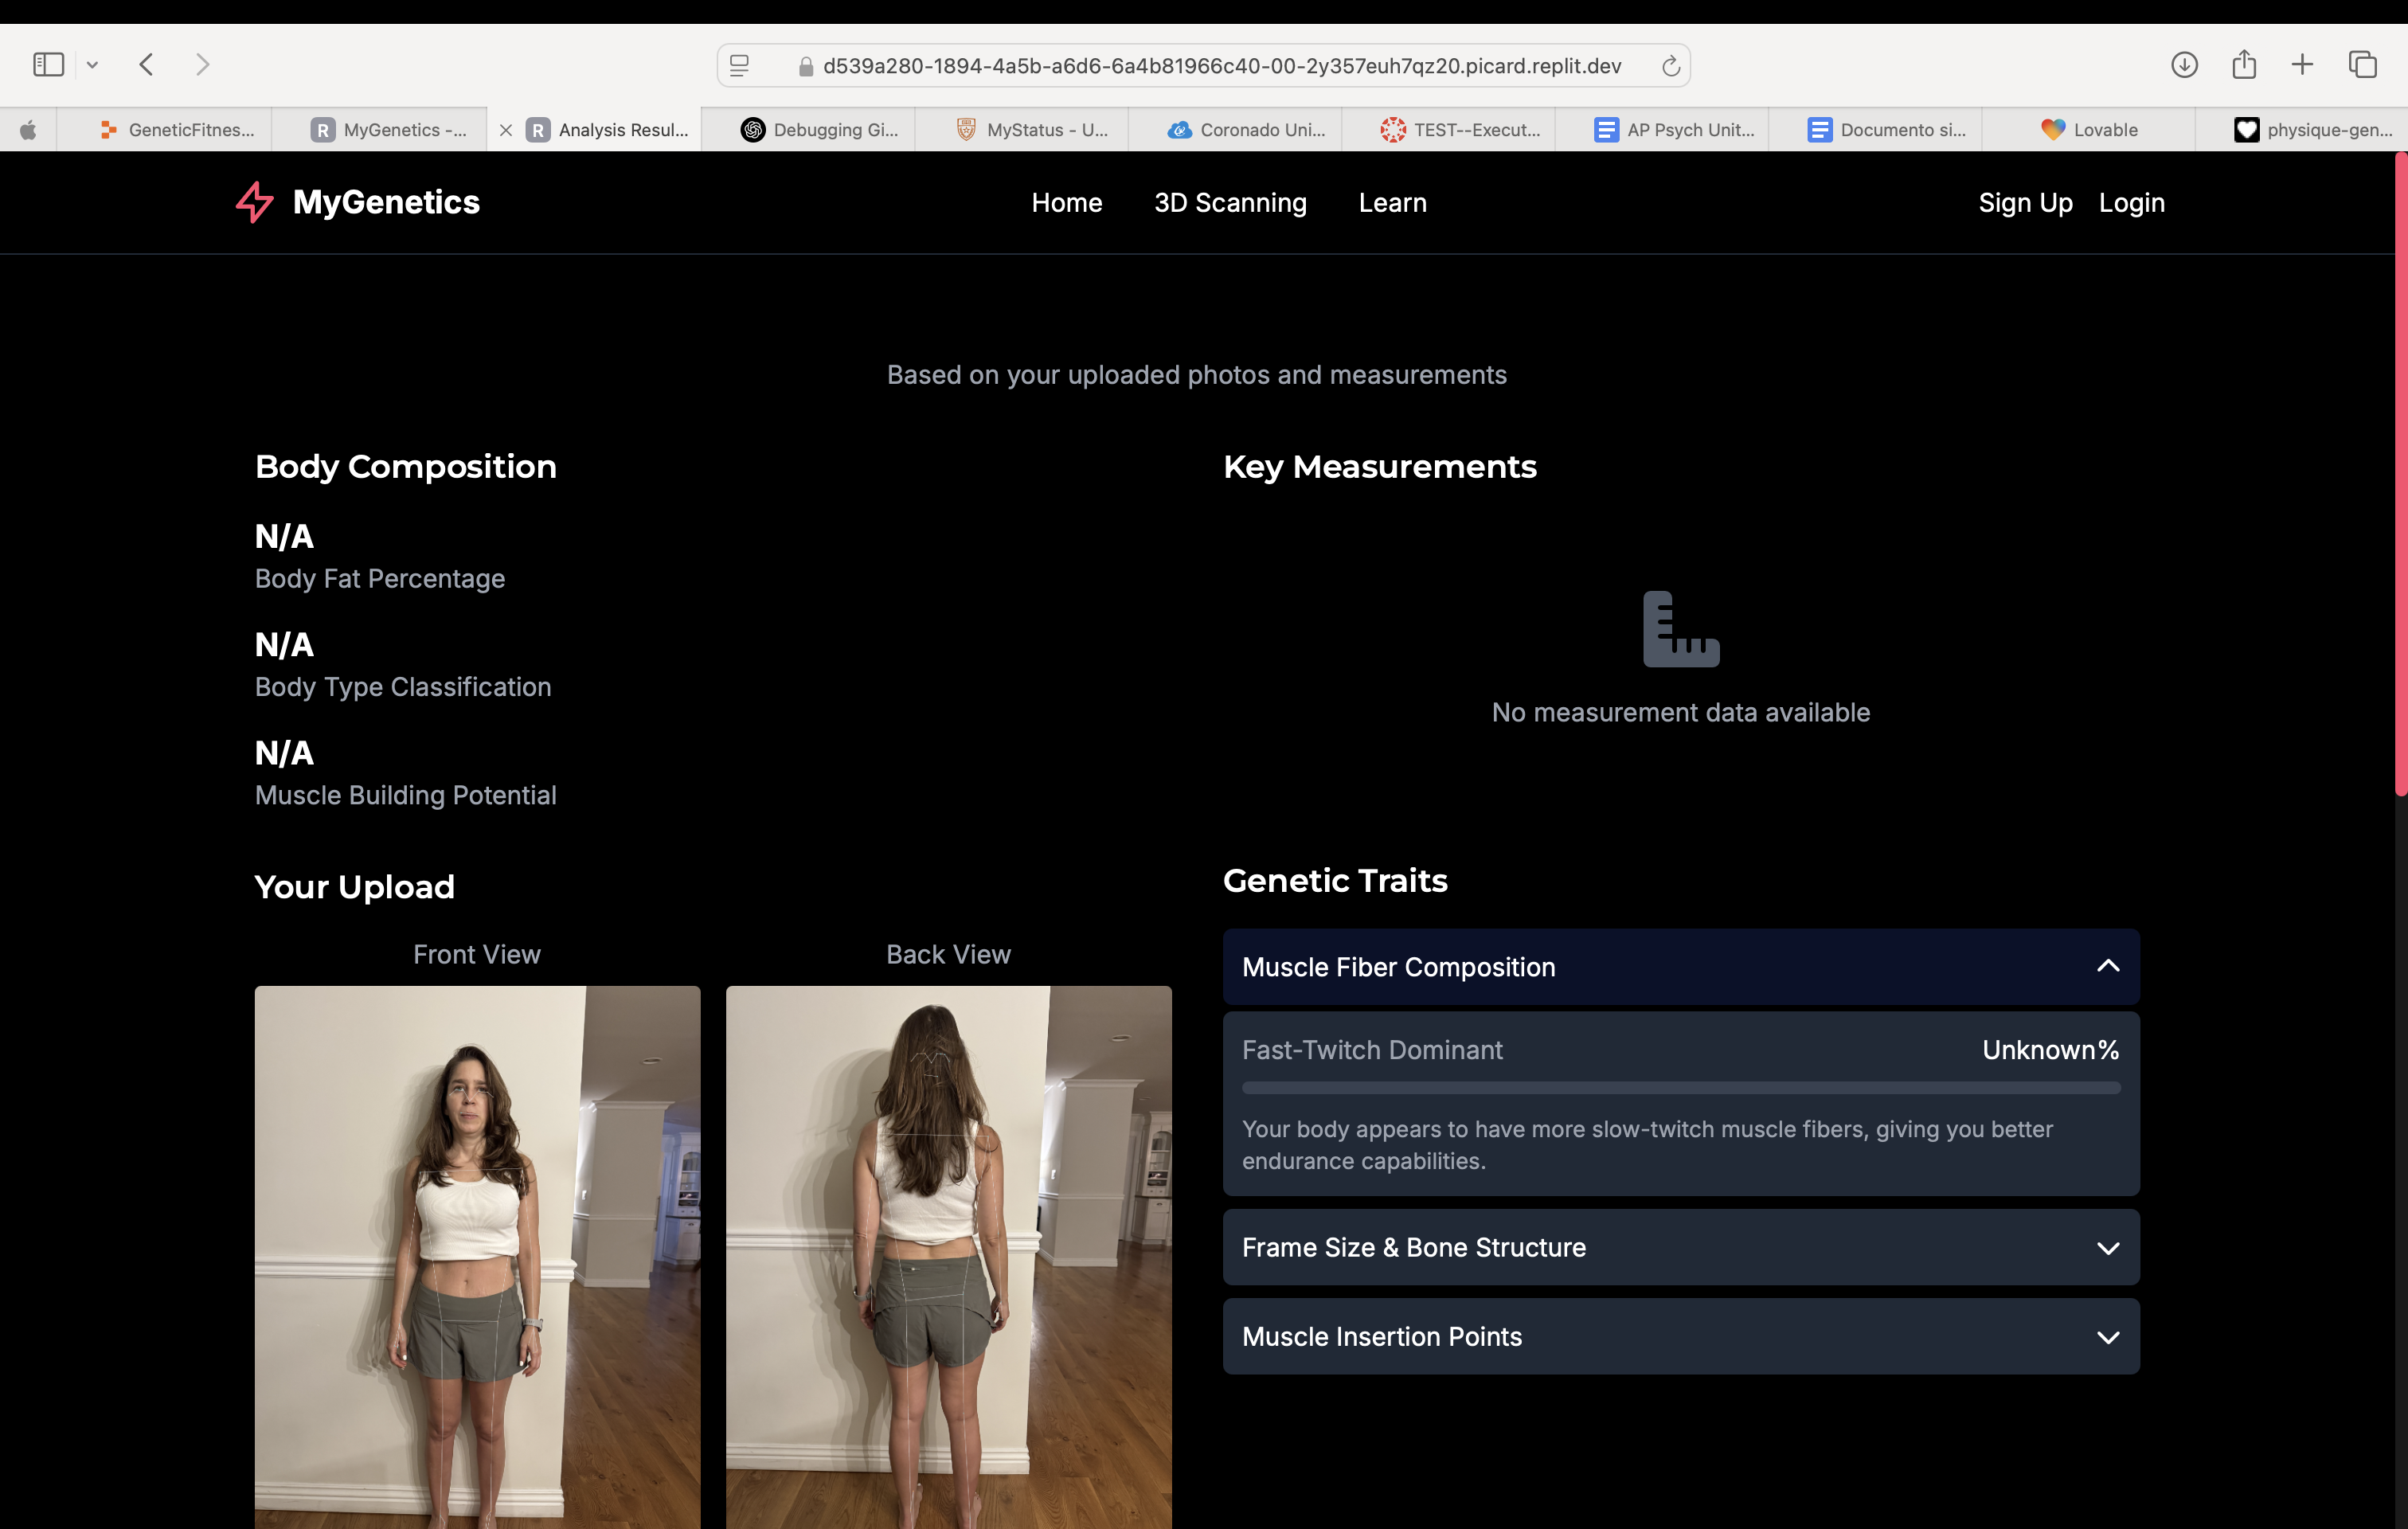 d539a280-1894-4a5b-a6d6-6a4b81966c40-00-2y357euh7qz20.picard.replit.dev
GeneticFitnes...
MyGenetics -...
Analysis Resul...
Debugging Gi...
MyStatus - U...
Coronado Uni...
TEST--Execut...
AP Psych Unit...
Documento si...
Lovable
physique-gen...
MyGenetics
Home
3D Scanning
Learn
Sign Up
Login
Based on your uploaded photos and measurements
Body Composition
N/A
Body Fat Percentage
N/A
Body Type Classification
N/A
Muscle Building Potential
Key Measurements
No measurement data available
Your Upload
Front View
Back View
Genetic Traits
Muscle Fiber Composition
Fast-Twitch Dominant
Unknown%
Your body appears to have more slow-twitch muscle fibers, giving you better
endurance capabilities.
Frame Size & Bone Structure
Muscle Insertion Points